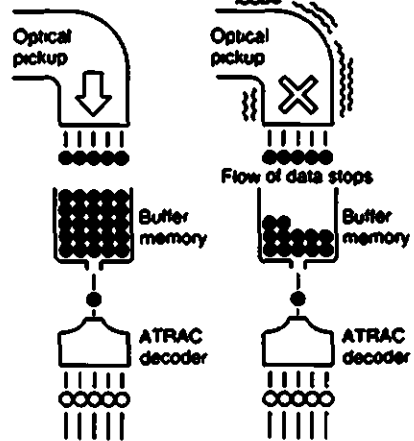 Optical
pickup
Buffer
memory
ATRAC
decoder
Optical
pickup
Flow of data stops
Buffer
memory
ATRAC
decoder